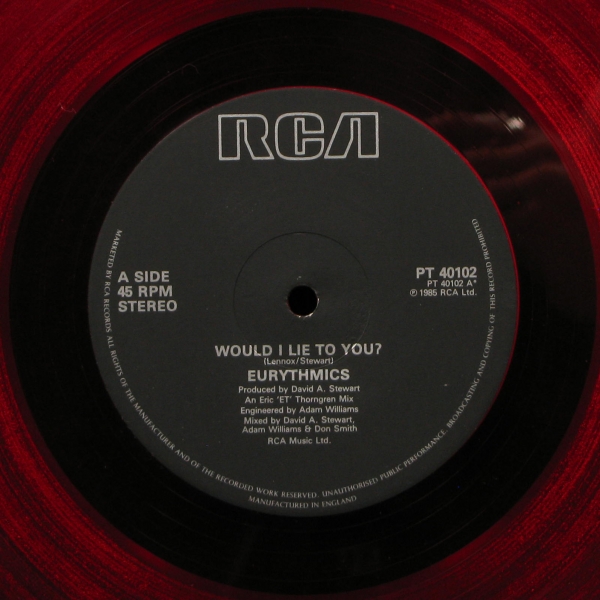 RCA
A SIDE
45 RPM
STEREO
PT 40102
PT 40102 A*
℗ 1985 RCA Ltd.
WOULD I LIE TO YOU?
(Lennox/Stewart)
EURYTHMICS
Produced by David A. Stewart
An Eric 'ET' Thorngren Mix
Engineered by Adam Williams
Mixed by David A. Stewart,
Adam Williams & Don Smith
RCA Music Ltd.
MARKETED BY RCA RECORDS ALL RIGHTS OF THE MANUFACTURER AND OF THE RECORDED WORK RESERVED. UNAUTHORISED PUBLIC PERFORMANCE, BROADCASTING AND COPYING OF THIS RECORD PROHIBITED
MANUFACTURED IN ENGLAND